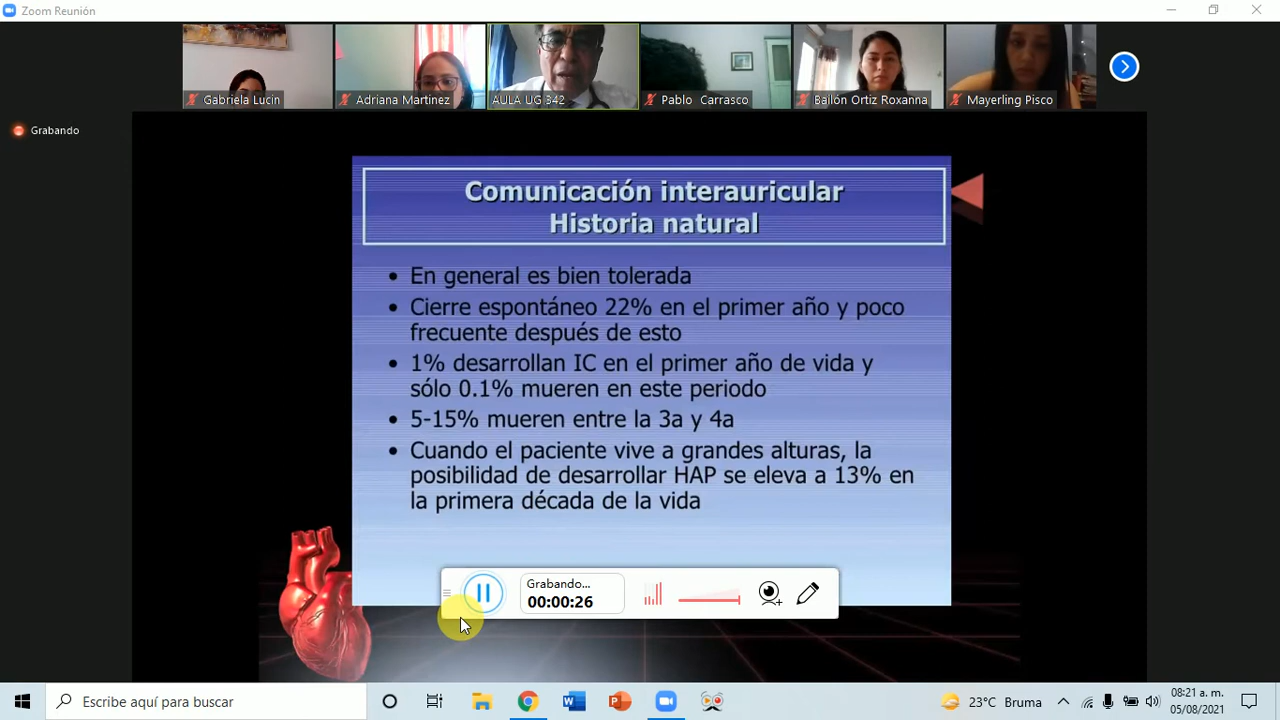 Zoom Reunión
Gabriela Lucin
Adriana Martinez
AULA UG 342
Pablo Carrasco
Bailón Ortiz Roxanna
Mayerling Pisco
Grabando
Comunicación interauricular
Historia natural
• En general es bien tolerada
• Cierre espontáneo 22% en el primer año y poco
frecuente después de esto
• 1% desarrollan IC en el primer año de vida y
sólo 0.1% mueren en este periodo
• 5-15% mueren entre la 3a y 4a
• Cuando el paciente vive a grandes alturas, la
posibilidad de desarrollar HAP se eleva a 13% en
la primera década de la vida
Grabando...
00:00:26
Escribe aquí para buscar
23°C Bruma
08:21 a. m.
05/08/2021